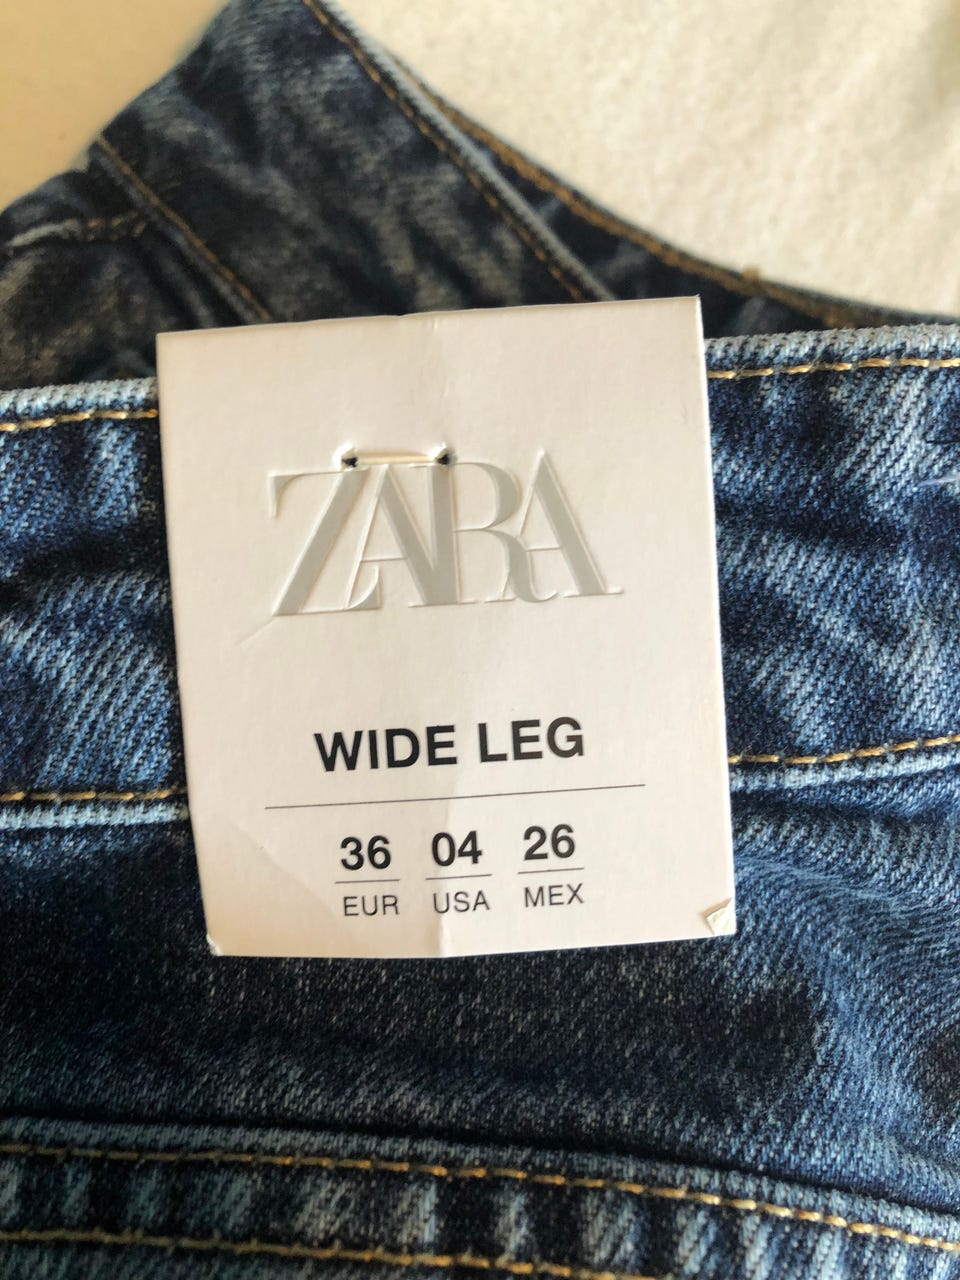 ZARA
WIDE LEG
36 04 26
EUR USA MEX